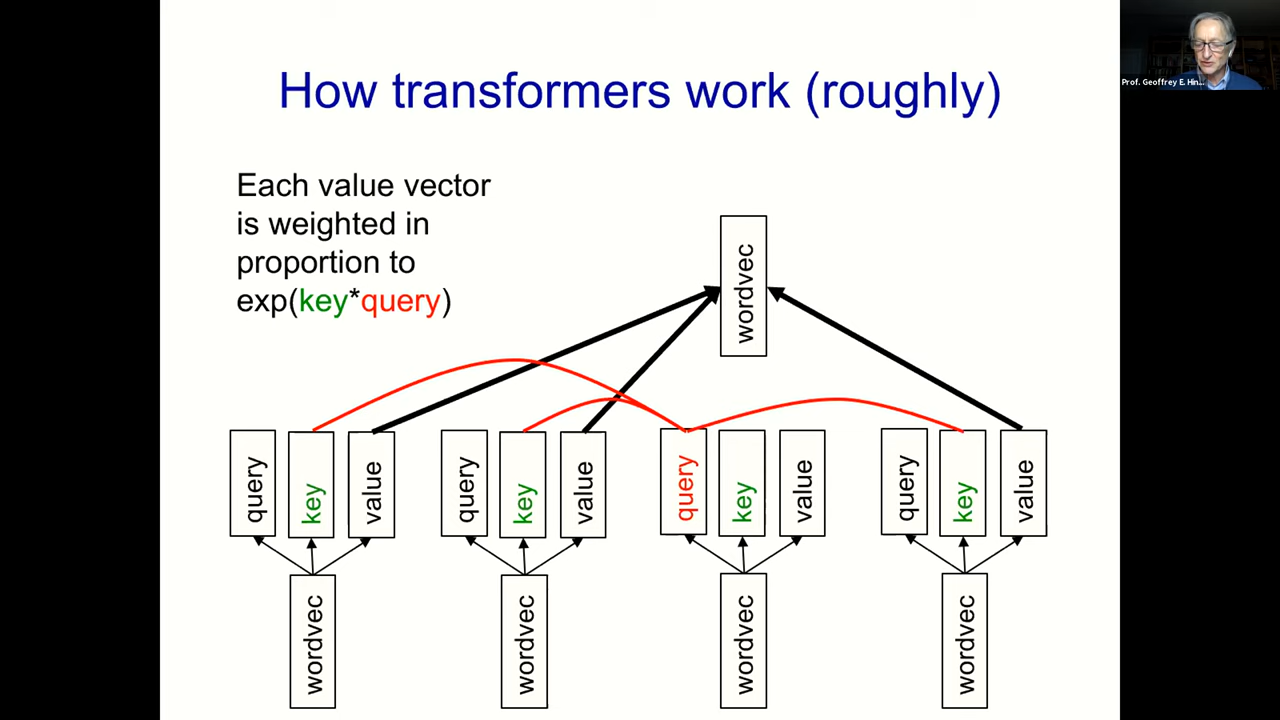 How transformers work (roughly)
Prof. Geoffrey E. Hin...
Each value vector
is weighted in
proportion to
exp(key*query)
wordvec
query key value query key value query key value query key value
wordvec wordvec wordvec wordvec